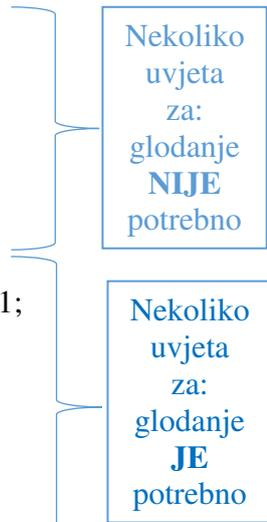 Nekoliko
uvjeta
za:
glodanje
NIJE
potrebno
1;
Nekoliko
uvjeta
za:
glodanje
JE
potrebno